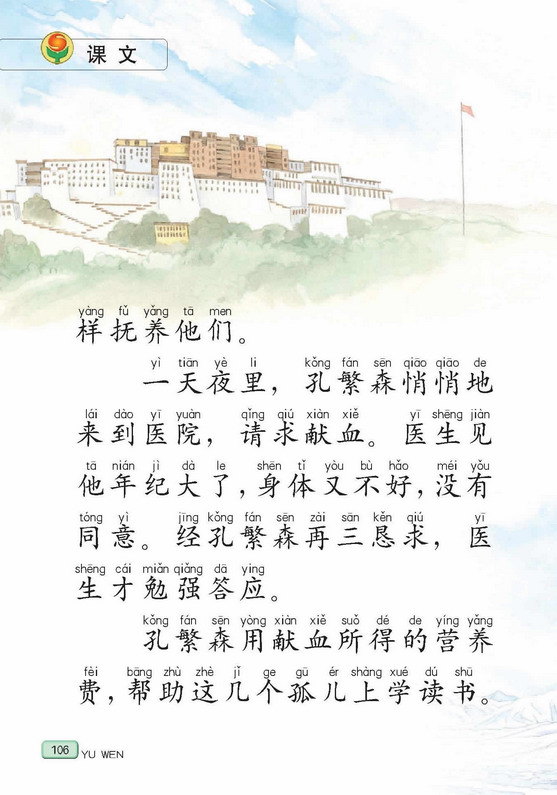 课文
yàng fǔ yǎng tā men
样抚养他们。
yì tiān yè li kǒng fán sēn qiāo qiāo de
一天夜里，孔繁森悄悄地
lái dào yī yuàn qǐng qiú xiàn xiě yī shēng jiàn
来到医院，请求献血。医生见
tā nián jì dà le shēn tǐ yòu bù hǎo méi yǒu
他年纪大了，身体又不好，没有
tóng yì jīng kǒng fán sēn zài sān kěn qiú yī
同意。经孔繁森再三恳求，医
shēng cái miǎn qiǎng dā ying
生才勉强答应。
kǒng fán sēn yòng xiàn xiě suǒ dé de yíng yǎng
孔繁森用献血所得的营养
fèi bāng zhù zhè jǐ ge gū ér shàng xué dú shū
费，帮助这几个孤儿上学读书。
106 YU WEN